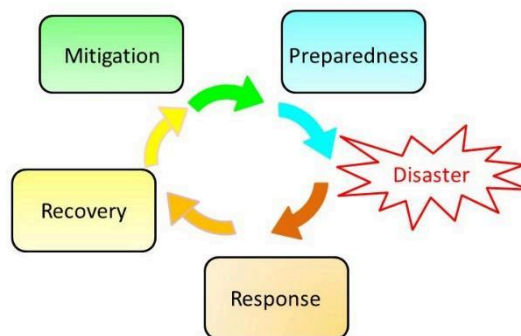 Mitigation
Preparedness
Disaster
Recovery
Response